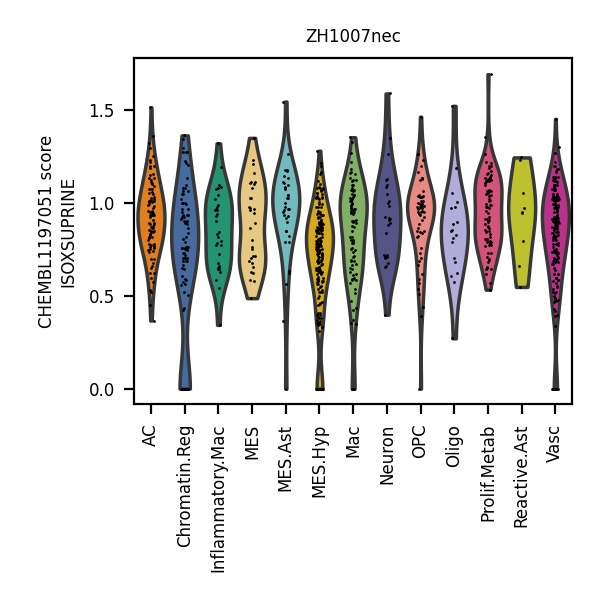 ZH1007nec
CHEMBL1197051 score
ISOXSUPRINE
1.5
1.0
0.5
0.0
AC
Chromatin.Reg
Inflammatory.Mac
MES
MES.Ast
MES.Hyp
Mac
Neuron
OPC
Oligo
Prolif.Metab
Reactive.Ast
Vasc